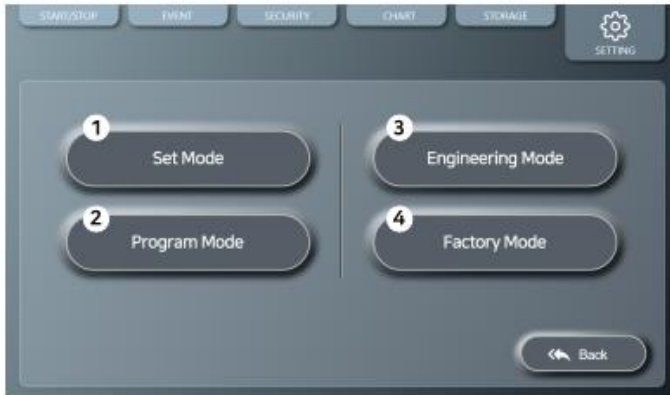 START/STOP
EVENT
SECURITY
CHART
STORAGE
SETTING
1
Set Mode
3
Engineering Mode
2
Program Mode
4
Factory Mode
Back